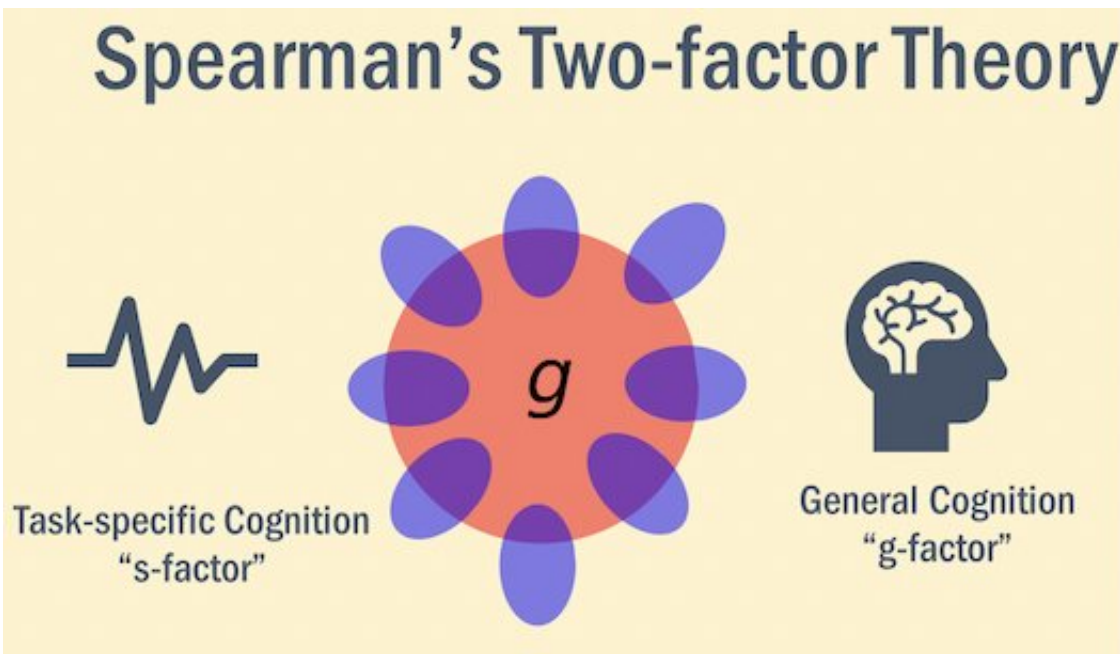 Spearman's Two-factor Theory
g
Task-specific Cognition
“s-factor”
General Cognition
“g-factor”